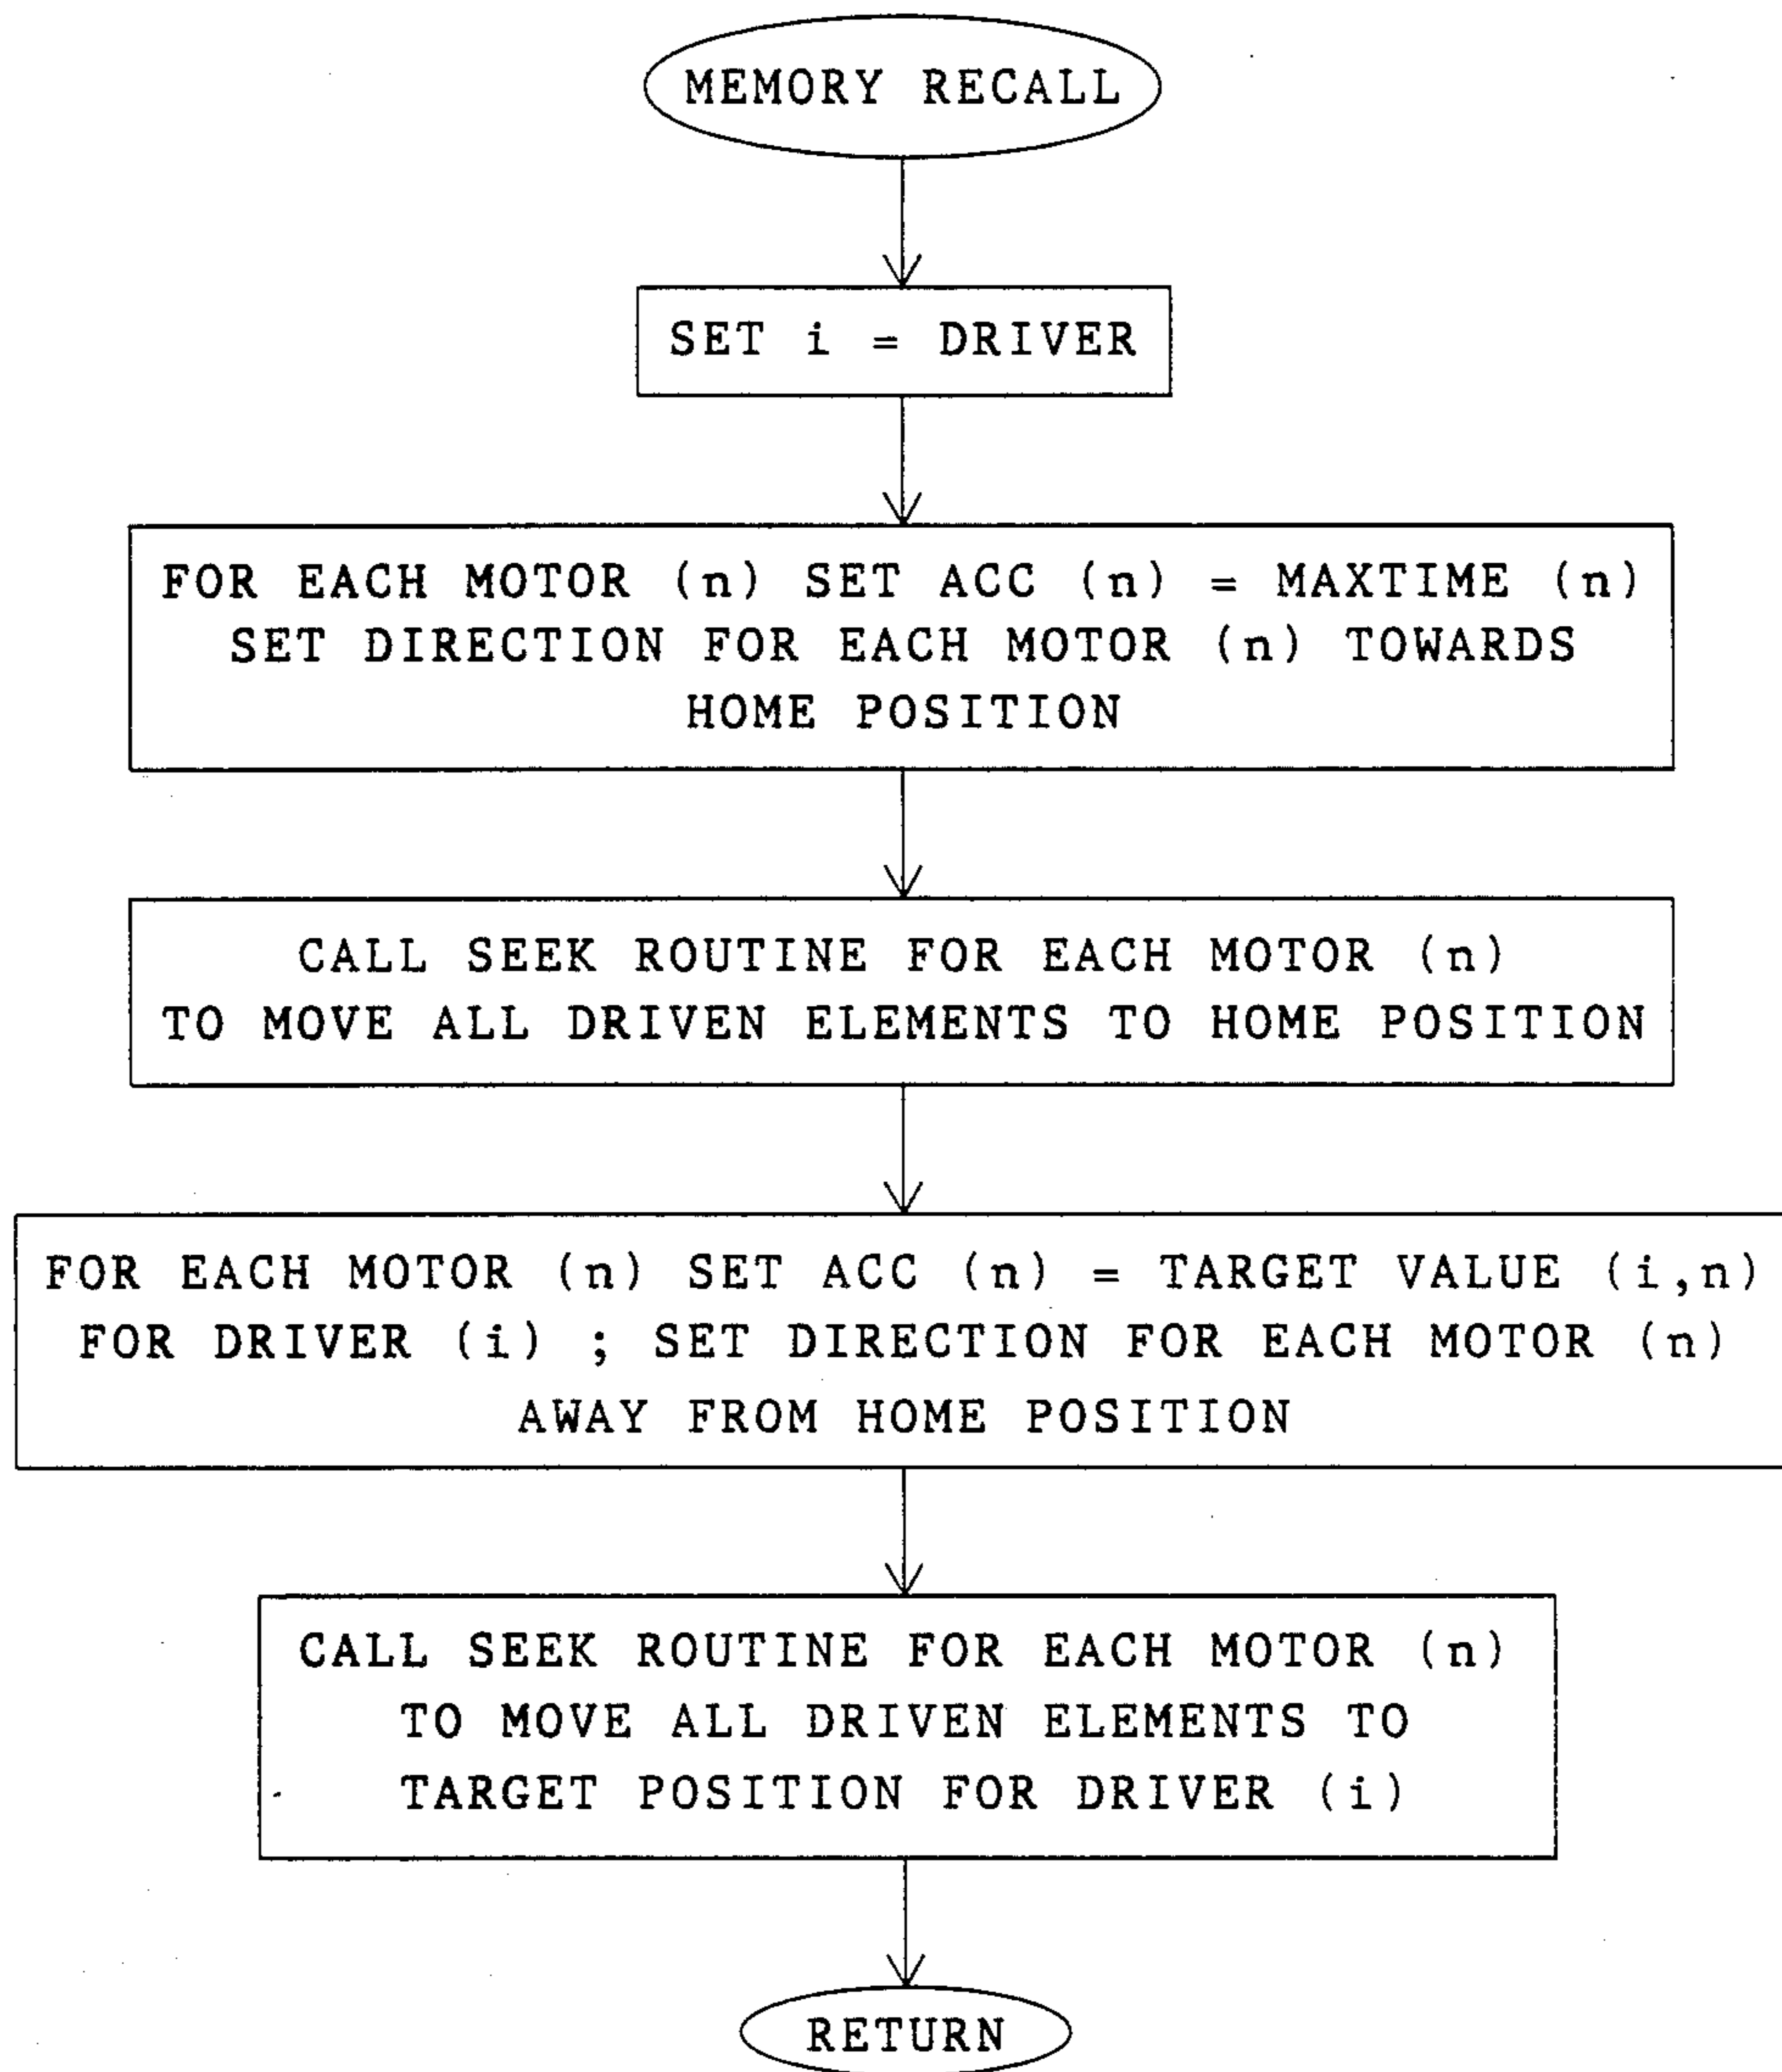 MEMORY RECALL
SET i = DRIVER
FOR EACH MOTOR (n) SET ACC (n) = MAXTIME (n)
SET DIRECTION FOR EACH MOTOR (n) TOWARDS
HOME POSITION
CALL SEEK ROUTINE FOR EACH MOTOR (n)
TO MOVE ALL DRIVEN ELEMENTS TO HOME POSITION
FOR EACH MOTOR (n) SET ACC (n) = TARGET VALUE (i,n)
FOR DRIVER (i) ; SET DIRECTION FOR EACH MOTOR (n)
AWAY FROM HOME POSITION
CALL SEEK ROUTINE FOR EACH MOTOR (n)
TO MOVE ALL DRIVEN ELEMENTS TO
TARGET POSITION FOR DRIVER (i)
RETURN